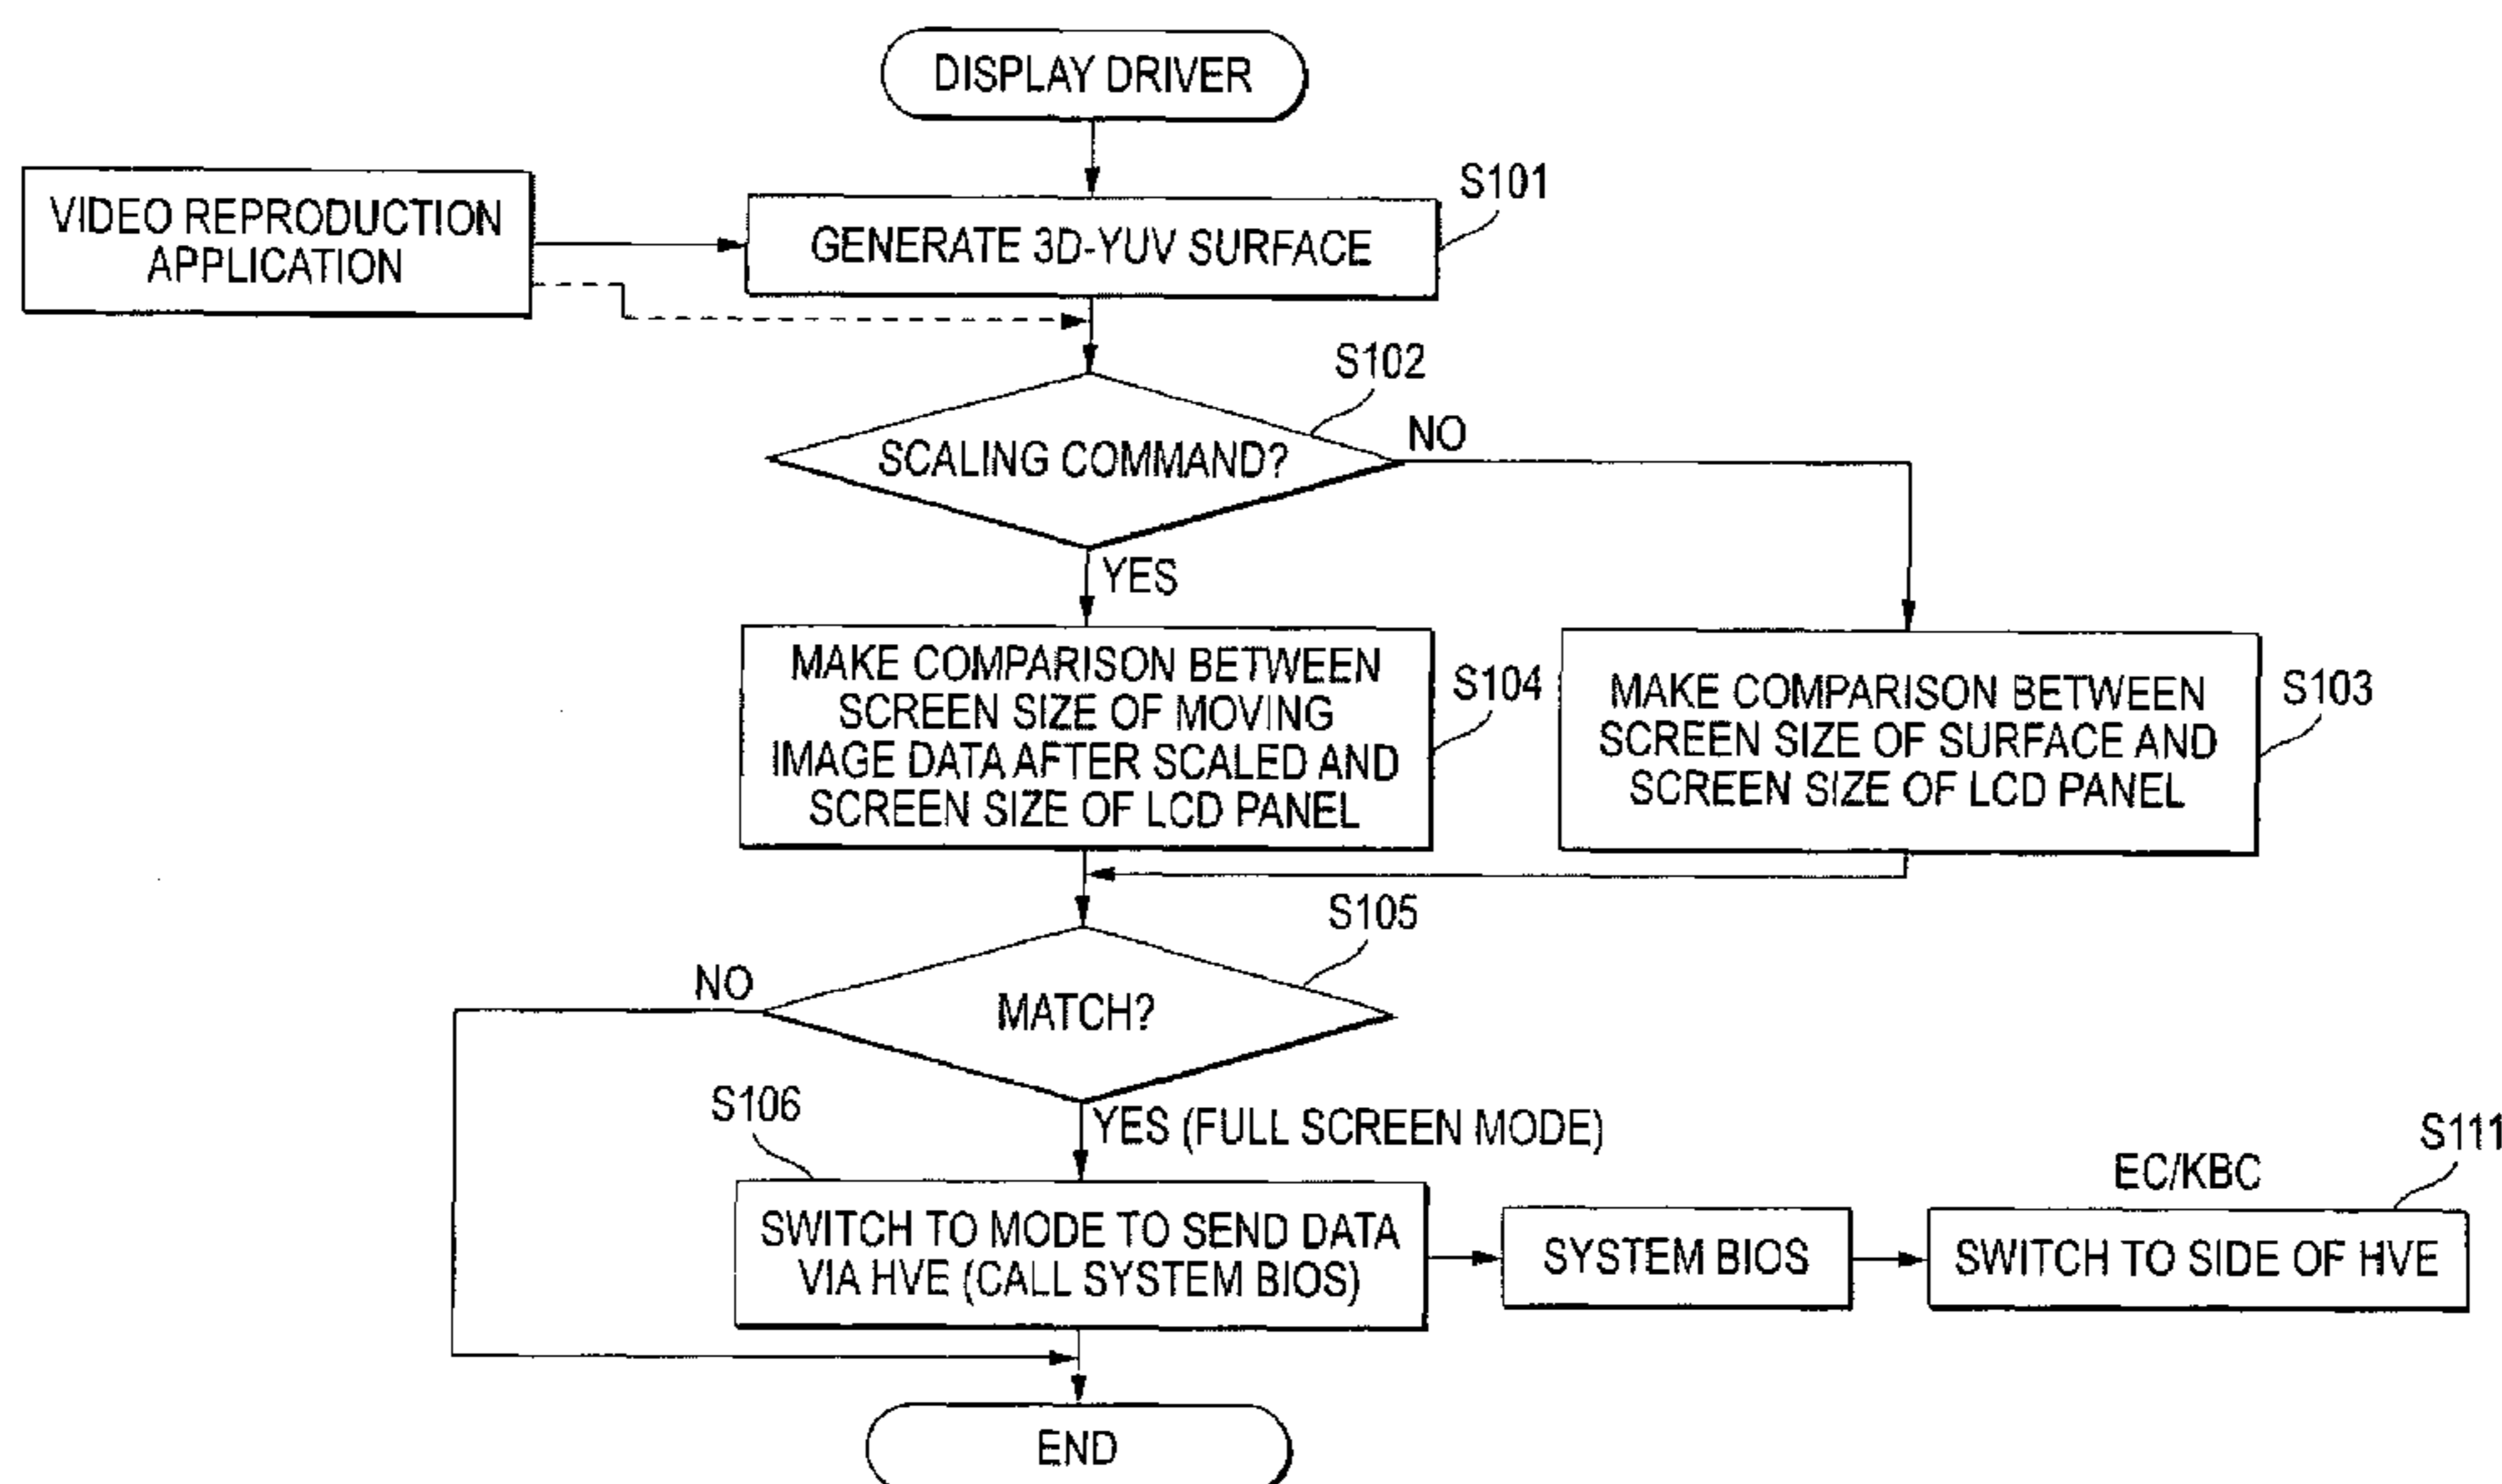 DISPLAY DRIVER
VIDEO REPRODUCTION
APPLICATION
S101
GENERATE 3D-YUV SURFACE
S102
SCALING COMMAND?
NO
YES
MAKE COMPARISON BETWEEN
SCREEN SIZE OF MOVING
IMAGE DATA AFTER SCALED AND
SCREEN SIZE OF LCD PANEL
S104
MAKE COMPARISON BETWEEN
SCREEN SIZE OF SURFACE AND
SCREEN SIZE OF LCD PANEL
S103
S105
NO
MATCH?
S106
YES (FULL SCREEN MODE)
SWITCH TO MODE TO SEND DATA
VIA HVE (CALL SYSTEM BIOS)
SYSTEM BIOS
EC/KBC
S111
SWITCH TO SIDE OF HVE
END